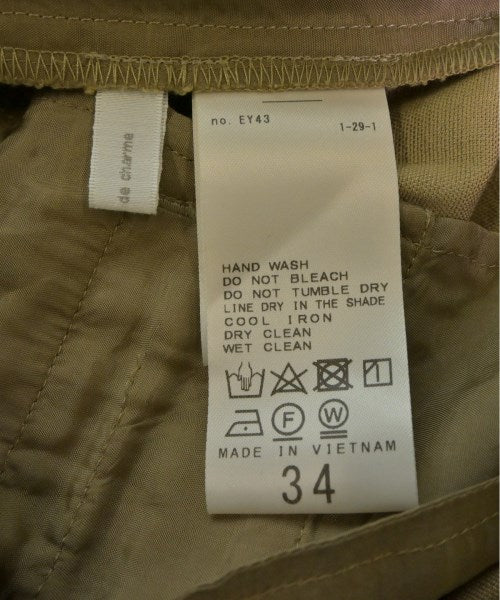 no. EY43
1-29-1
de charme
HAND WASH
DO NOT BLEACH
DO NOT TUMBLE DRY
LINE DRY IN THE SHADE
COOL IRON
DRY CLEAN
WET CLEAN
F W
MADE IN VIETNAM
34